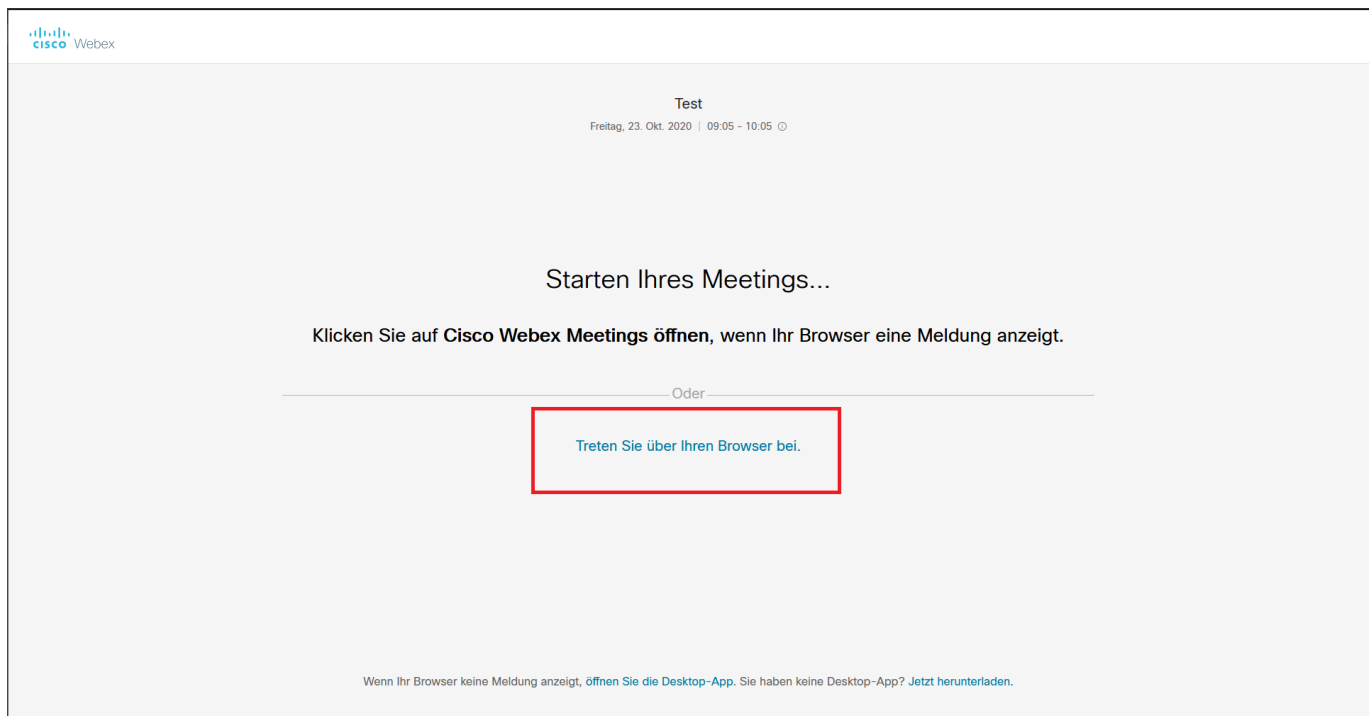 CISCO Webex
Test
Freitag, 23. Okt. 2020 | 09:05 - 10:05
Starten Ihres Meetings...
Klicken Sie auf Cisco Webex Meetings öffnen, wenn Ihr Browser eine Meldung anzeigt.
Oder
Treten Sie über Ihren Browser bei.
Wenn Ihr Browser keine Meldung anzeigt, öffnen Sie die Desktop-App. Sie haben keine Desktop-App? Jetzt herunterladen.